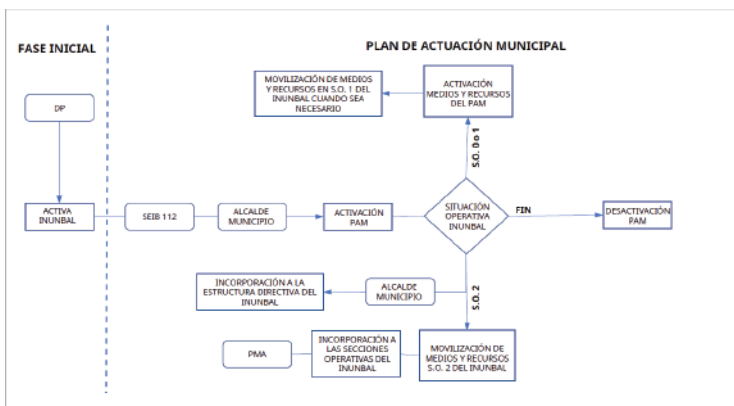 FASE INICIAL
PLAN DE ACTUACIÓN MUNICIPAL
MOVILIZACIÓN DE MEDIOS
Y RECURSOS EN S.O. 1 DEL
INUNBAL CUANDO SEA
NECESARIO
ACTIVACIÓN
MEDIOS Y RECURSOS
DEL PAM
DP
S.O. 0 o 1
ACTIVA
INUNBAL
SEIB 112
ALCALDE
MUNICIPIO
ACTIVACIÓN
PAM
SITUACIÓN
OPERATIVA
INUNBAL
FIN
DESACTIVACIÓN
PAM
INCORPORACIÓN A LA
ESTRUCTURA DIRECTIVA DEL
INUNBAL
ALCALDE
MUNICIPIO
S.O. 2
PMA
INCORPORACIÓN A
LAS SECCIONES
OPERATIVAS DEL
INUNBAL
MOVILIZACIÓN DE
MEDIOS Y RECURSOS
S.O. 2 DEL INUNBAL